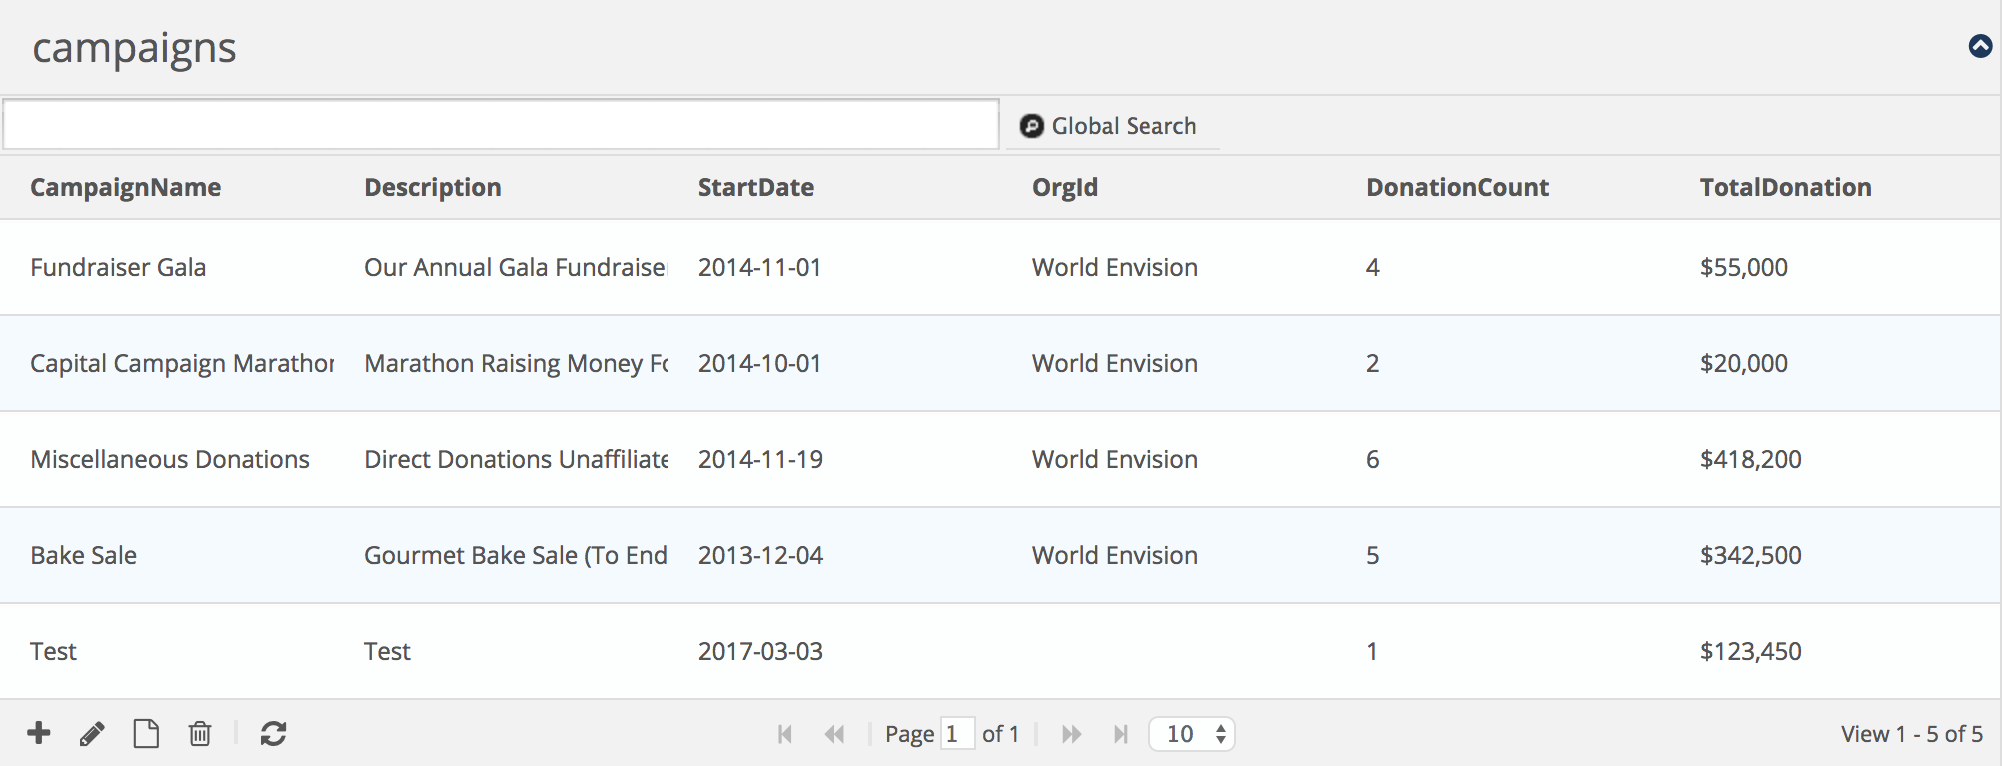 campaigns
Global Search
CampaignName Description StartDate OrgId DonationCount TotalDonation
Fundraiser Gala Our Annual Gala Fundraise 2014-11-01 World Envision 4 $55,000
Capital Campaign Marathon Marathon Raising Money Fo 2014-10-01 World Envision 2 $20,000
Miscellaneous Donations Direct Donations Unaffiliate 2014-11-19 World Envision 6 $418,200
Bake Sale Gourmet Bake Sale (To End 2013-12-04 World Envision 5 $342,500
Test Test 2017-03-03 1 $123,450
Page 1 of 1 10 View 1 - 5 of 5